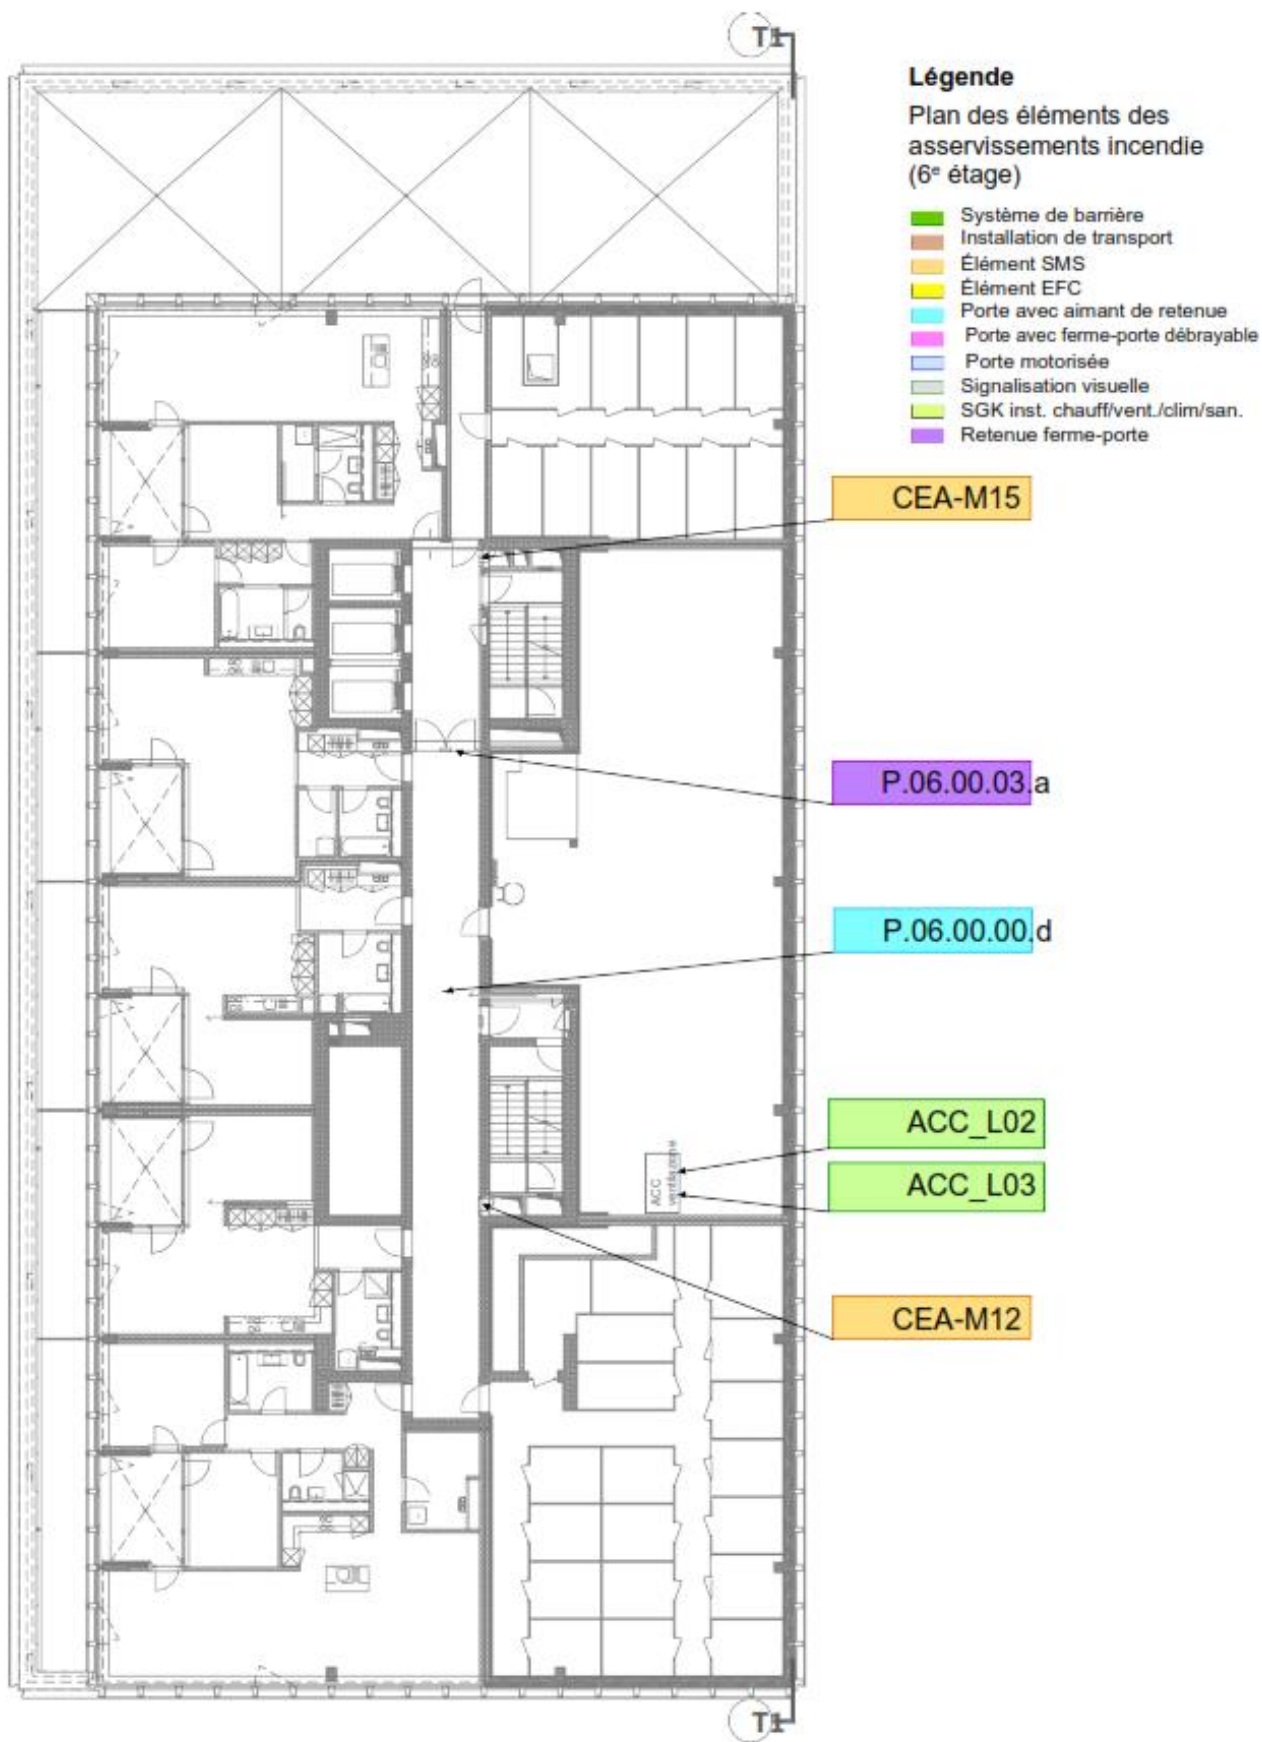 T1
Légende
Plan des éléments des
asservissements incendie
(6ᵉ étage)
Système de barrière
Installation de transport
Élément SMS
Élément EFC
Porte avec aimant de retenue
Porte avec ferme-porte débrayable
Porte motorisée
Signalisation visuelle
SGK inst. chauff/vent./clim/san.
Retenue ferme-porte
CEA-M15
P.06.00.03.a
P.06.00.00.d
ACC_L02
ACC
ventilazione
ACC_L03
CEA-M12
T1